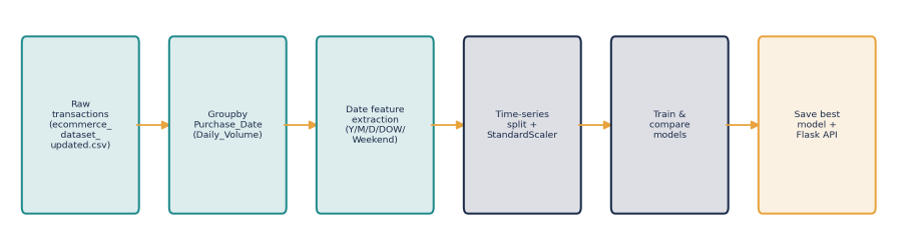 Raw
transactions
(ecommerce_
dataset_
updated.csv)
Groupby
Purchase_Date
(Daily_Volume)
Date feature
extraction
(Y/M/D/DOW/
Weekend)
Time-series
split +
StandardScaler
Train &
compare
models
Save best
model +
Flask API